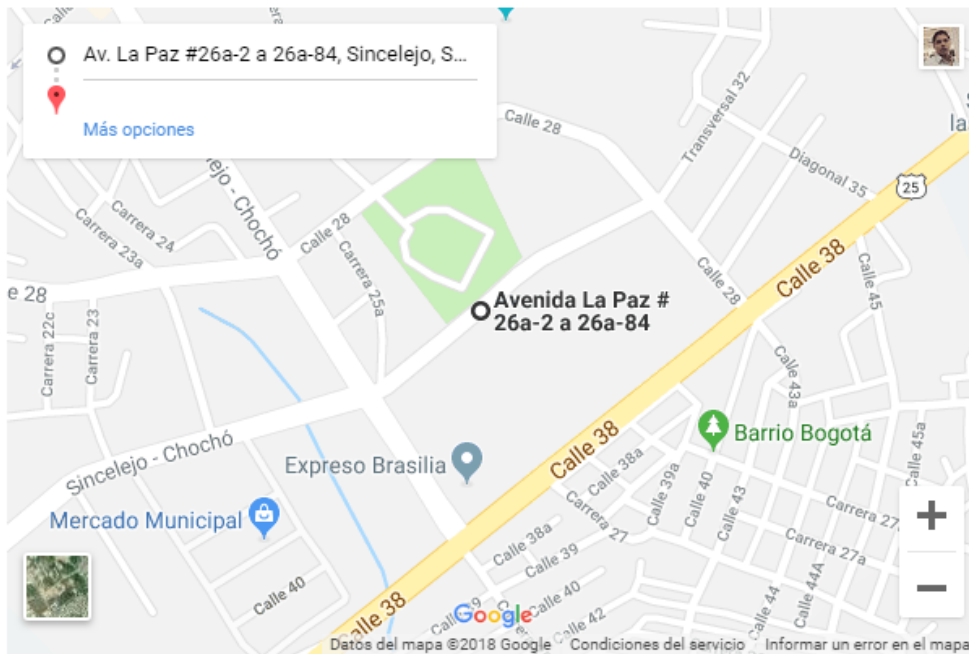 Av. La Paz #26a-2 a 26a-84, Sincelejo, S...
Más opciones
Calle 28
Transversal 32
Diagonal 35
25
la
Sincelejo - Chochó
Carrera 24
Carrera 23a
Calle 28
Carrera 25a
Calle 38
Calle 45
e 28
Calle 28
Avenida La Paz #
26a-2 a 26a-84
Carrera 22c
Carrera 23
Calle 43a
Barrio Bogotá
Calle 45a
Sincelejo - Chochó
Expreso Brasilia
Calle 38
Calle 38a
Calle 39a
Calle 40
Calle 43
Carrera 27
Carrera 27
Mercado Municipal
Calle 38a
Calle 39
Carrera 27a
Calle 40
Calle 40
Calle 44A
Calle 44
Calle 42
alle 38
Google
Datos del mapa ©2018 Google
Condiciones del servicio
Informar un error en el mapa